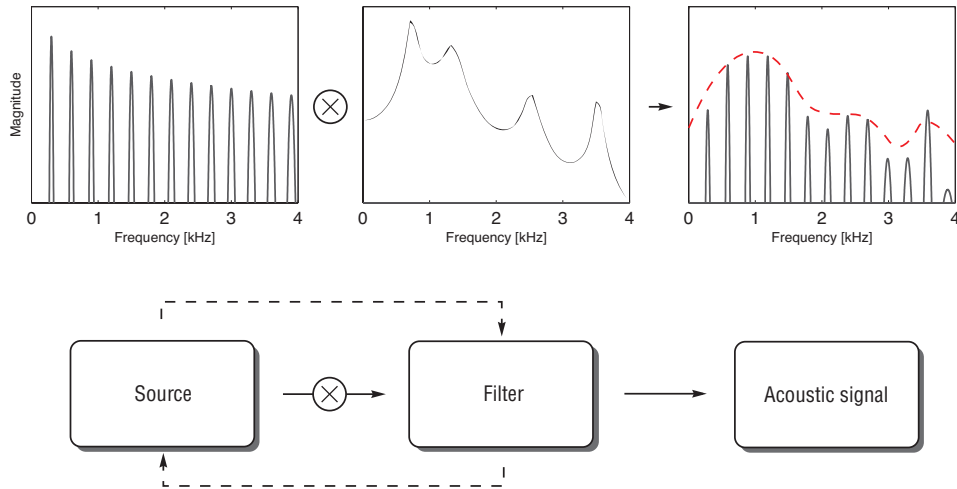 Magnitude
0 1 2 3 4
Frequency [kHz]
0 1 2 3 4
Frequency [kHz]
0 1 2 3 4
Frequency [kHz]
Source
Filter
Acoustic signal